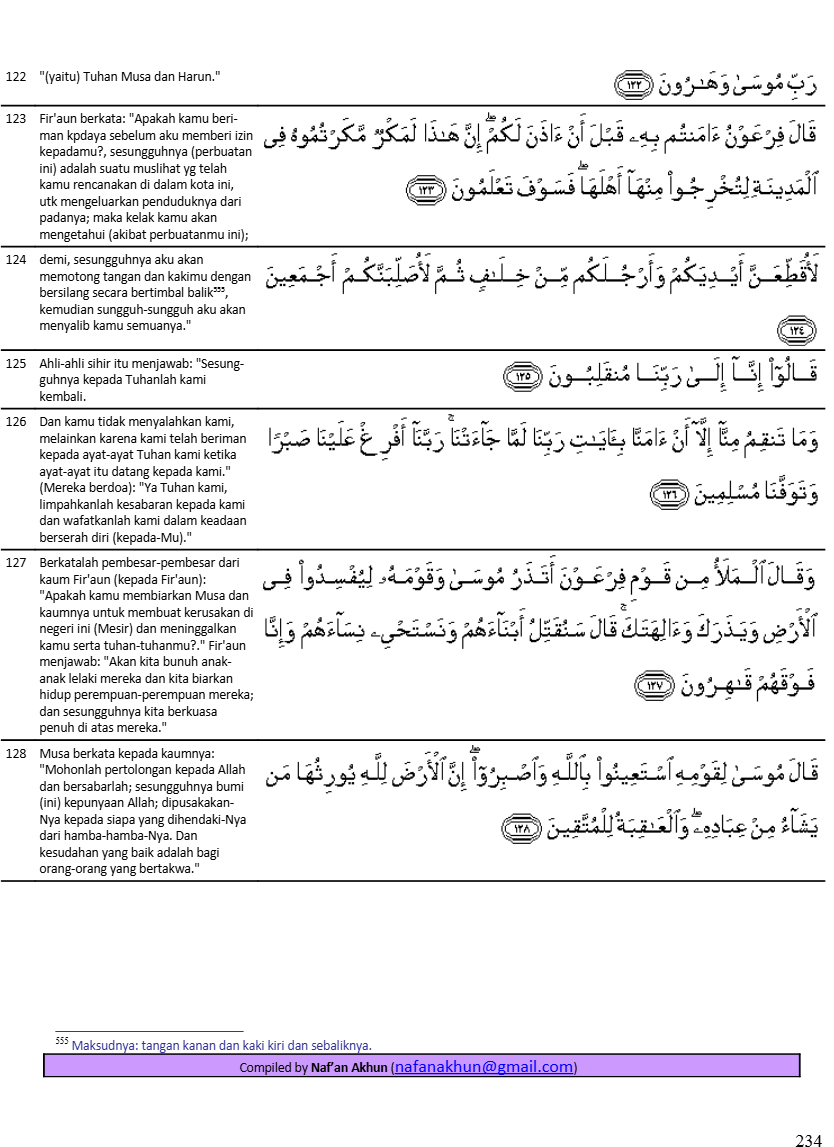 122 "(yaitu) Tuhan Musa dan Harun."
رَبِّ مُوسَىٰ وَهَـٰرُونَ ﴿١٢٢﴾
123 Fir'aun berkata: "Apakah kamu beri-
man kpdaya sebelum aku memberi izin
kepadamu?, sesungguhnya (perbuatan
ini) adalah suatu muslihat yg telah
kamu rencanakan di dalam kota ini,
utk mengeluarkan penduduknya dari
padanya; maka kelak kamu akan
mengetahui (akibat perbuatanmu ini);
قَالَ فِرْعَوْنُ ءَامَنتُم بِهِۦ قَبْلَ أَنْ ءَاذَنَ لَكُمْ ۖ إِنَّ هَـٰذَا لَمَكْرٌ مَّكَرْتُمُوهُ فِى
ٱلْمَدِينَةِ لِتُخْرِجُوا۟ مِنْهَآ أَهْلَهَا ۖ فَسَوْفَ تَعْلَمُونَ ﴿١٢٣﴾
124 demi, sesungguhnya aku akan
memotong tangan dan kakimu dengan
bersilang secara bertimbal balik⁵⁵⁵,
kemudian sungguh-sungguh aku akan
menyalib kamu semuanya."
لَأُقَطِّعَنَّ أَيْدِيَكُمْ وَأَرْجُلَكُم مِّنْ خِلَـٰفٍ ثُمَّ لَأُصَلِّبَنَّكُمْ أَجْمَعِينَ
﴿١٢٤﴾
125 Ahli-ahli sihir itu menjawab: "Sesung-
guhnya kepada Tuhanlah kami
kembali.
قَالُوٓا۟ إِنَّآ إِلَىٰ رَبِّنَا مُنقَلِبُونَ ﴿١٢٥﴾
126 Dan kamu tidak menyalahkan kami,
melainkan karena kami telah beriman
kepada ayat-ayat Tuhan kami ketika
ayat-ayat itu datang kepada kami."
(Mereka berdoa): "Ya Tuhan kami,
limpahkanlah kesabaran kepada kami
dan wafatkanlah kami dalam keadaan
berserah diri (kepada-Mu)."
وَمَا تَنقِمُ مِنَّآ إِلَّآ أَنْ ءَامَنَّا بِـَٔايَـٰتِ رَبِّنَا لَمَّا جَآءَتْنَا ۚ رَبَّنَآ أَفْرِغْ عَلَيْنَا صَبْرًا
وَتَوَفَّنَا مُسْلِمِينَ ﴿١٢٦﴾
127 Berkatalah pembesar-pembesar dari
kaum Fir'aun (kepada Fir'aun):
"Apakah kamu membiarkan Musa dan
kaumnya untuk membuat kerusakan di
negeri ini (Mesir) dan meninggalkan
kamu serta tuhan-tuhanmu?." Fir'aun
menjawab: "Akan kita bunuh anak-
anak lelaki mereka dan kita biarkan
hidup perempuan-perempuan mereka;
dan sesungguhnya kita berkuasa
penuh di atas mereka."
وَقَالَ ٱلْمَلَأُ مِن قَوْمِ فِرْعَوْنَ أَتَذَرُ مُوسَىٰ وَقَوْمَهُۥ لِيُفْسِدُوا۟ فِى
ٱلْأَرْضِ وَيَذَرَكَ وَءَالِهَتَكَ ۚ قَالَ سَنُقَتِّلُ أَبْنَآءَهُمْ وَنَسْتَحْىِۦ نِسَآءَهُمْ وَإِنَّا
فَوْقَهُمْ قَـٰهِرُونَ ﴿١٢٧﴾
128 Musa berkata kepada kaumnya:
"Mohonlah pertolongan kepada Allah
dan bersabarlah; sesungguhnya bumi
(ini) kepunyaan Allah; dipusakakan-
Nya kepada siapa yang dihendaki-Nya
dari hamba-hamba-Nya. Dan
kesudahan yang baik adalah bagi
orang-orang yang bertakwa."
قَالَ مُوسَىٰ لِقَوْمِهِ ٱسْتَعِينُوا۟ بِٱللَّهِ وَٱصْبِرُوٓا۟ ۖ إِنَّ ٱلْأَرْضَ لِلَّهِ يُورِثُهَا مَن
يَشَآءُ مِنْ عِبَادِهِۦ ۖ وَٱلْعَـٰقِبَةُ لِلْمُتَّقِينَ ﴿١٢٨﴾
⁵⁵⁵ Maksudnya: tangan kanan dan kaki kiri dan sebaliknya.
Compiled by Naf'an Akhun (nafanakhun@gmail.com)
234